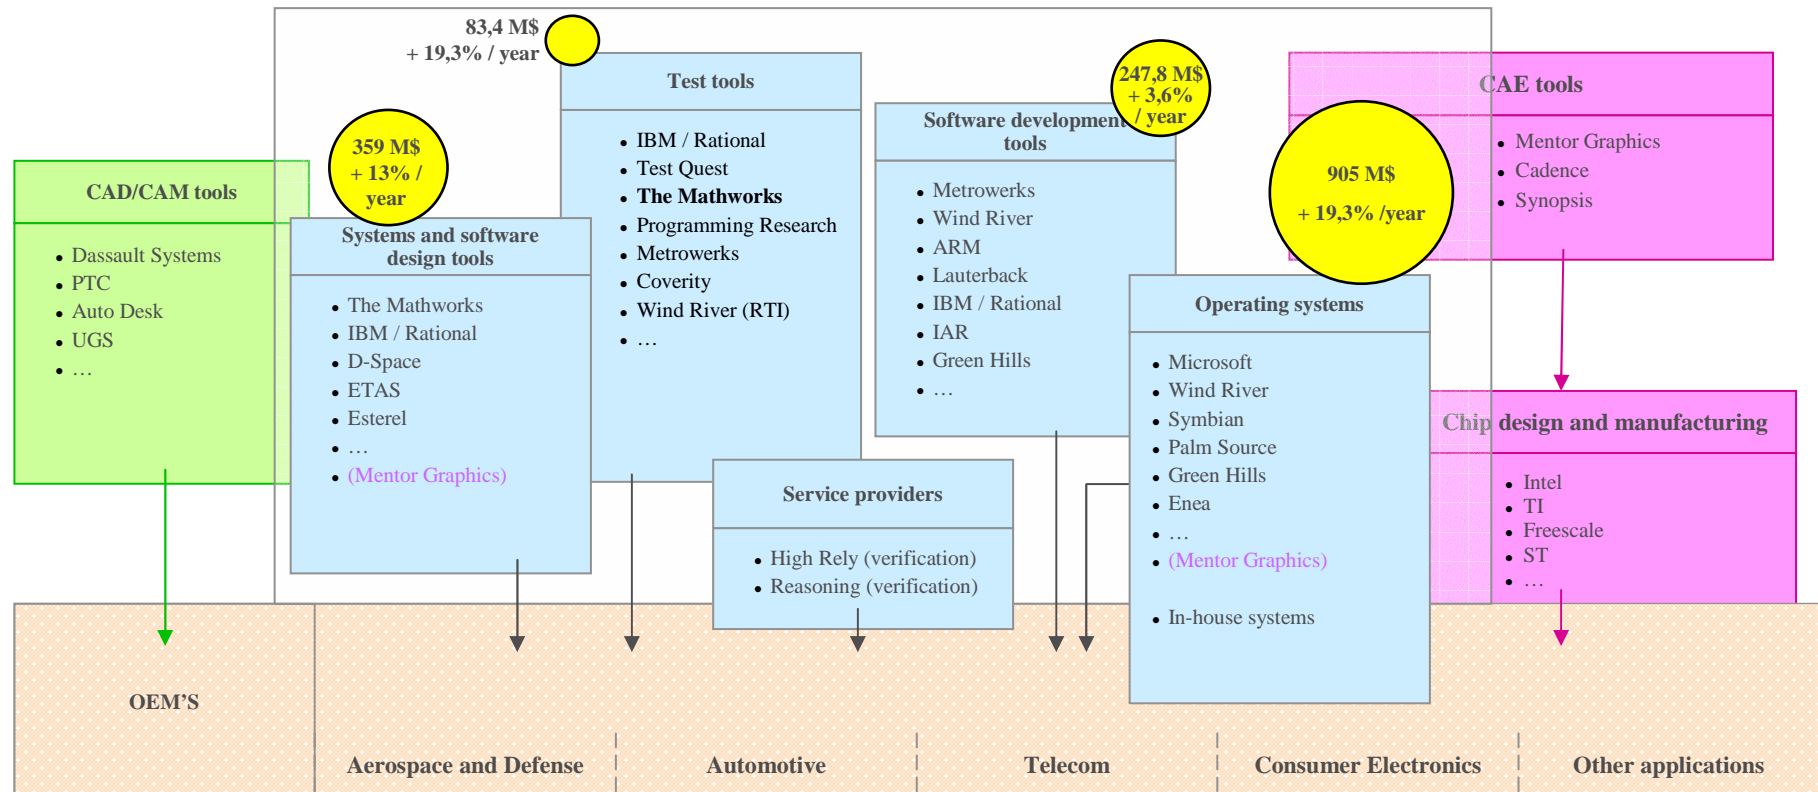 83,4 M$
+ 19,3% / year
Test tools
• IBM / Rational
• Test Quest
• The Mathworks
• Programming Research
• Metrowerks
• Coverity
• Wind River (RTI)
• …
359 M$
+ 13% /
year
CAD/CAM tools
• Dassault Systems
• PTC
• Auto Desk
• UGS
• …
Systems and software
design tools
• The Mathworks
• IBM / Rational
• D-Space
• ETAS
• Esterel
• …
• (Mentor Graphics)
Service providers
• High Rely (verification)
• Reasoning (verification)
247,8 M$
+ 3,6%
/ year
Software development
tools
• Metrowerks
• Wind River
• ARM
• Lauterback
• IBM / Rational
• IAR
• Green Hills
• …
905 M$
+ 19,3% /year
Operating systems
• Microsoft
• Wind River
• Symbian
• Palm Source
• Green Hills
• Enea
• …
• (Mentor Graphics)
• In-house systems
CAE tools
• Mentor Graphics
• Cadence
• Synopsis
Chip design and manufacturing
• Intel
• TI
• Freescale
• ST
• …
OEM’S
Aerospace and Defense
Automotive
Telecom
Consumer Electronics
Other applications